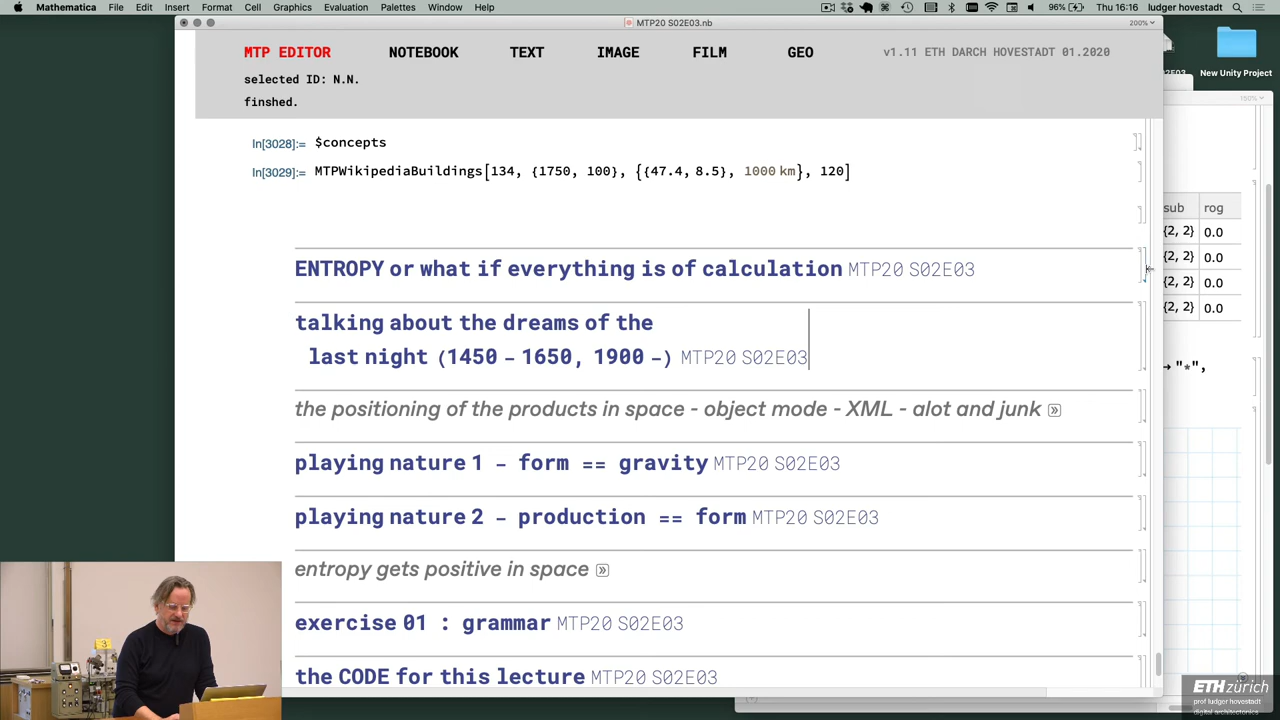 Mathematica File Edit Insert Format Cell Graphics Evaluation Palettes Window Help 96% Thu 16:16 ludger hovestadt
MTP20 S02E03.nb
200%
MTP EDITOR NOTEBOOK TEXT IMAGE FILM GEO v1.11 ETH DARCH HOVESTADT 01.2020
selected ID: N.N.
finshed.
New Unity Project
150%
In[3028]:= $concepts
In[3029]:= MTPWikipediaBuildings[134, {1750, 100}, {{47.4, 8.5}, 1000 km}, 120]
sub rog
{2, 2} 0.0
{2, 2} 0.0
{2, 2} 0.0
{2, 2} 0.0
→ "*",
ENTROPY or what if everything is of calculation MTP20 S02E03
talking about the dreams of the
last night (1450 – 1650, 1900 –) MTP20 S02E03
the positioning of the products in space - object mode - XML - alot and junk
playing nature 1 – form == gravity MTP20 S02E03
playing nature 2 – production == form MTP20 S02E03
entropy gets positive in space
exercise 01 : grammar MTP20 S02E03
the CODE for this lecture MTP20 S02E03
3
ETH zürich
prof ludger hovestadt
digital architectonics